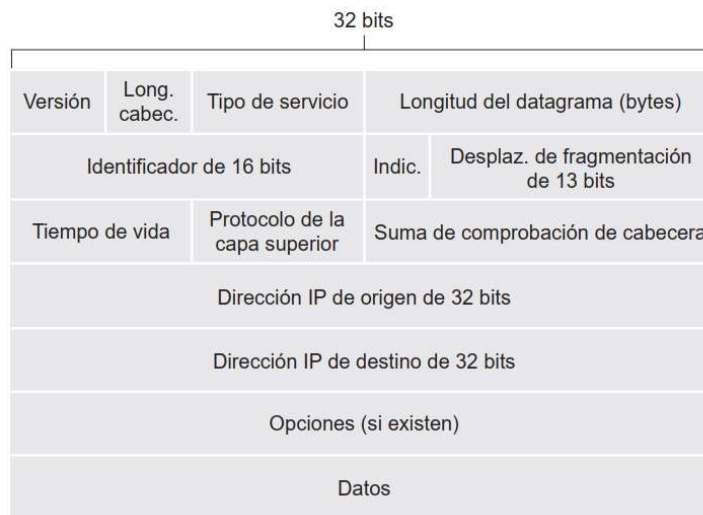 32 bits
Versión
Long.
cabec.
Tipo de servicio
Longitud del datagrama (bytes)
Identificador de 16 bits
Indic.
Desplaz. de fragmentación
de 13 bits
Tiempo de vida
Protocolo de la
capa superior
Suma de comprobación de cabecera
Dirección IP de origen de 32 bits
Dirección IP de destino de 32 bits
Opciones (si existen)
Datos